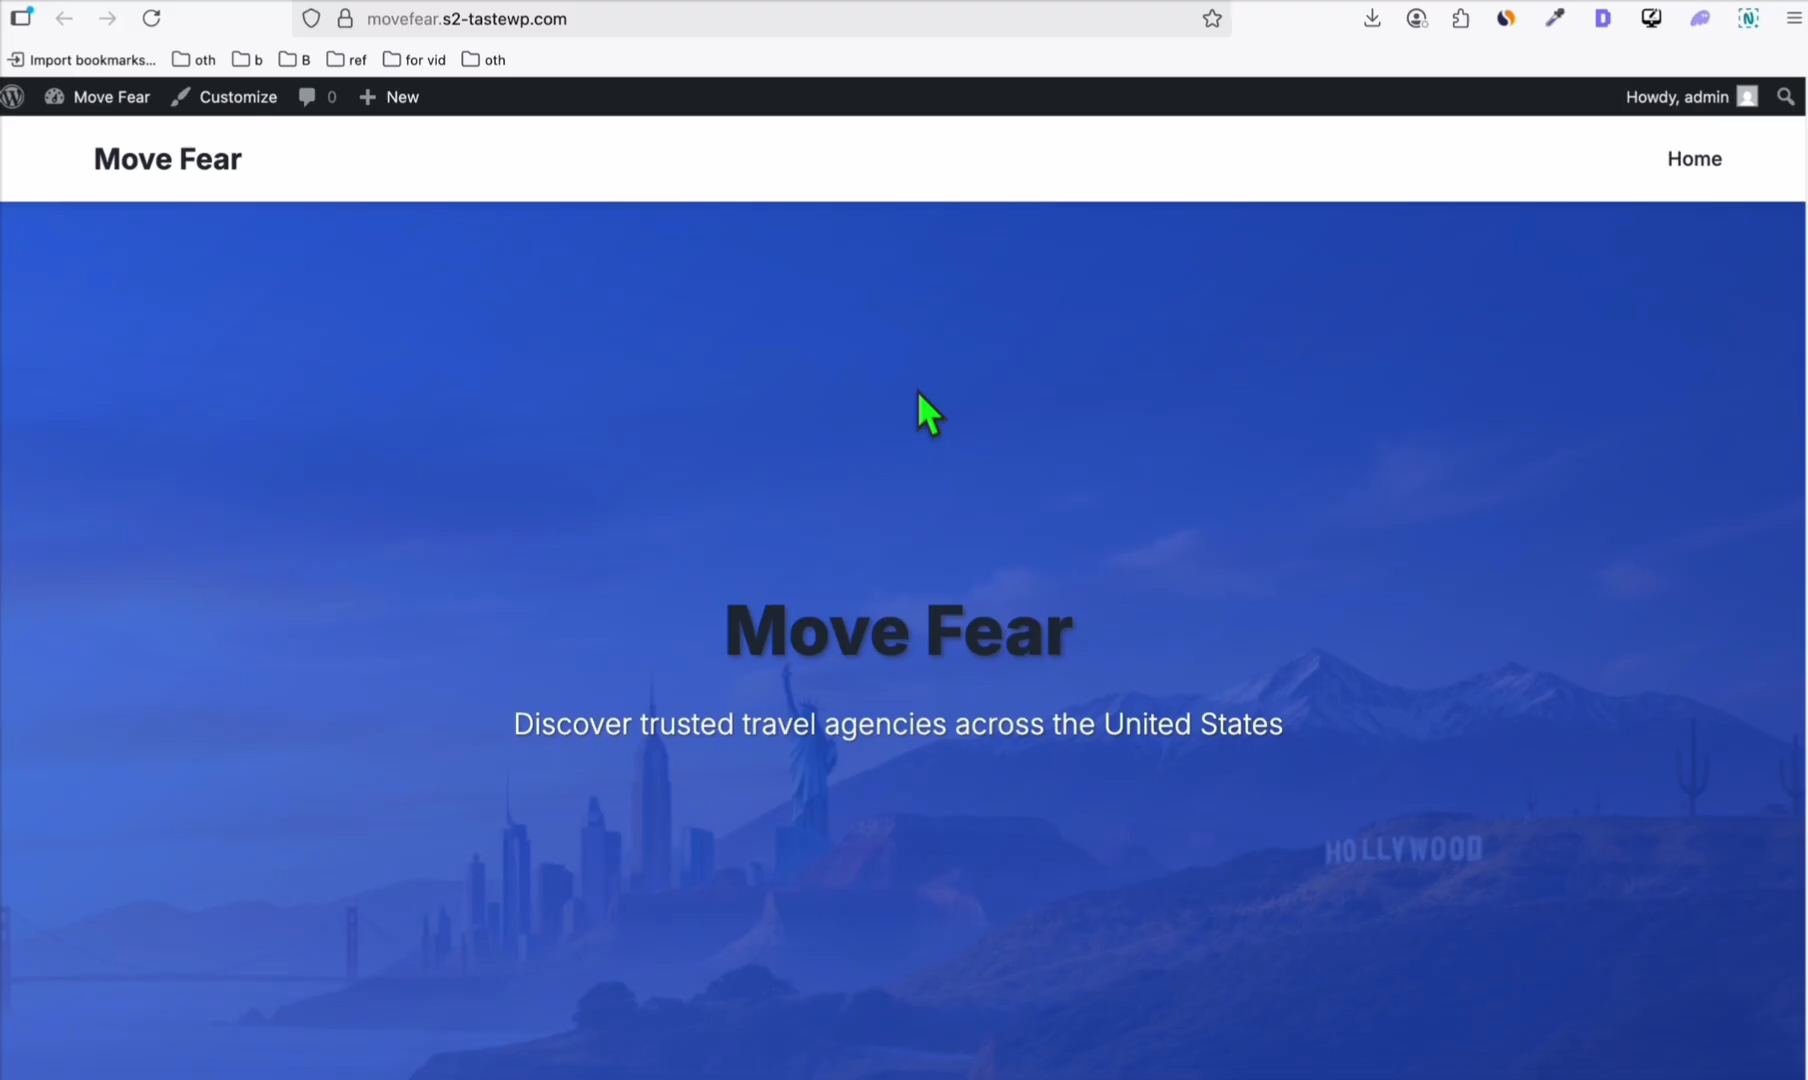 movefear.s2-tastewp.com
Import bookmarks... oth b B ref for vid oth
Move Fear Customize 0 New Howdy, admin
Move Fear Home
Move Fear
Discover trusted travel agencies across the United States
HOLLYWOOD